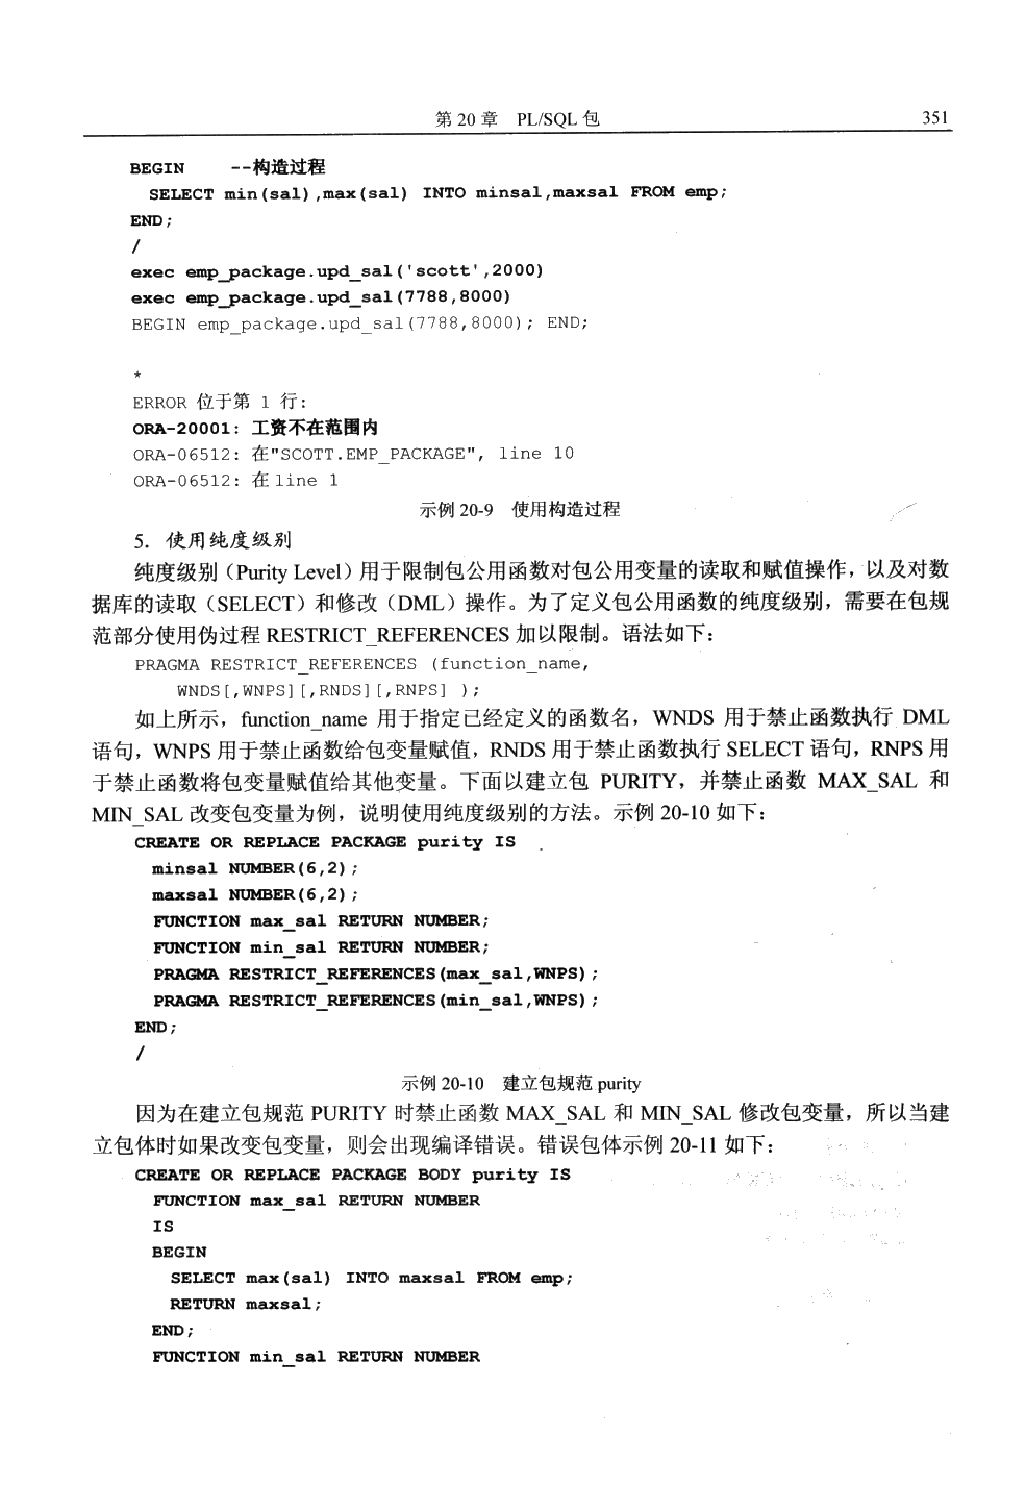 第 20 章 PL/SQL 包 351
BEGIN --构造过程
SELECT min(sal),max(sal) INTO minsal,maxsal FROM emp;
END;
/
exec emp_package.upd_sal('scott',2000)
exec emp_package.upd_sal(7788,8000)
BEGIN emp_package.upd_sal(7788,8000); END;
*
ERROR 位于第 1 行:
ORA-20001: 工资不在范围内
ORA-06512: 在"SCOTT.EMP_PACKAGE", line 10
ORA-06512: 在 line 1
示例 20-9 使用构造过程
5. 使用纯度级别
纯度级别（Purity Level）用于限制包公用函数对包公用变量的读取和赋值操作，以及对数
据库的读取（SELECT）和修改（DML）操作。为了定义包公用函数的纯度级别，需要在包规
范部分使用伪过程 RESTRICT_REFERENCES 加以限制。语法如下：
PRAGMA RESTRICT_REFERENCES (function_name,
WNDS[,WNPS][,RNDS][,RNPS] );
如上所示，function_name 用于指定已经定义的函数名，WNDS 用于禁止函数执行 DML
语句，WNPS 用于禁止函数给包变量赋值，RNDS 用于禁止函数执行 SELECT 语句，RNPS 用
于禁止函数将包变量赋值给其他变量。下面以建立包 PURITY，并禁止函数 MAX_SAL 和
MIN_SAL 改变包变量为例，说明使用纯度级别的方法。示例 20-10 如下：
CREATE OR REPLACE PACKAGE purity IS
minsal NUMBER(6,2);
maxsal NUMBER(6,2);
FUNCTION max_sal RETURN NUMBER;
FUNCTION min_sal RETURN NUMBER;
PRAGMA RESTRICT_REFERENCES(max_sal,WNPS);
PRAGMA RESTRICT_REFERENCES(min_sal,WNPS);
END;
/
示例 20-10 建立包规范 purity
因为在建立包规范 PURITY 时禁止函数 MAX_SAL 和 MIN_SAL 修改包变量，所以当建
立包体时如果改变包变量，则会出现编译错误。错误包体示例 20-11 如下：
CREATE OR REPLACE PACKAGE BODY purity IS
FUNCTION max_sal RETURN NUMBER
IS
BEGIN
SELECT max(sal) INTO maxsal FROM emp;
RETURN maxsal;
END;
FUNCTION min_sal RETURN NUMBER